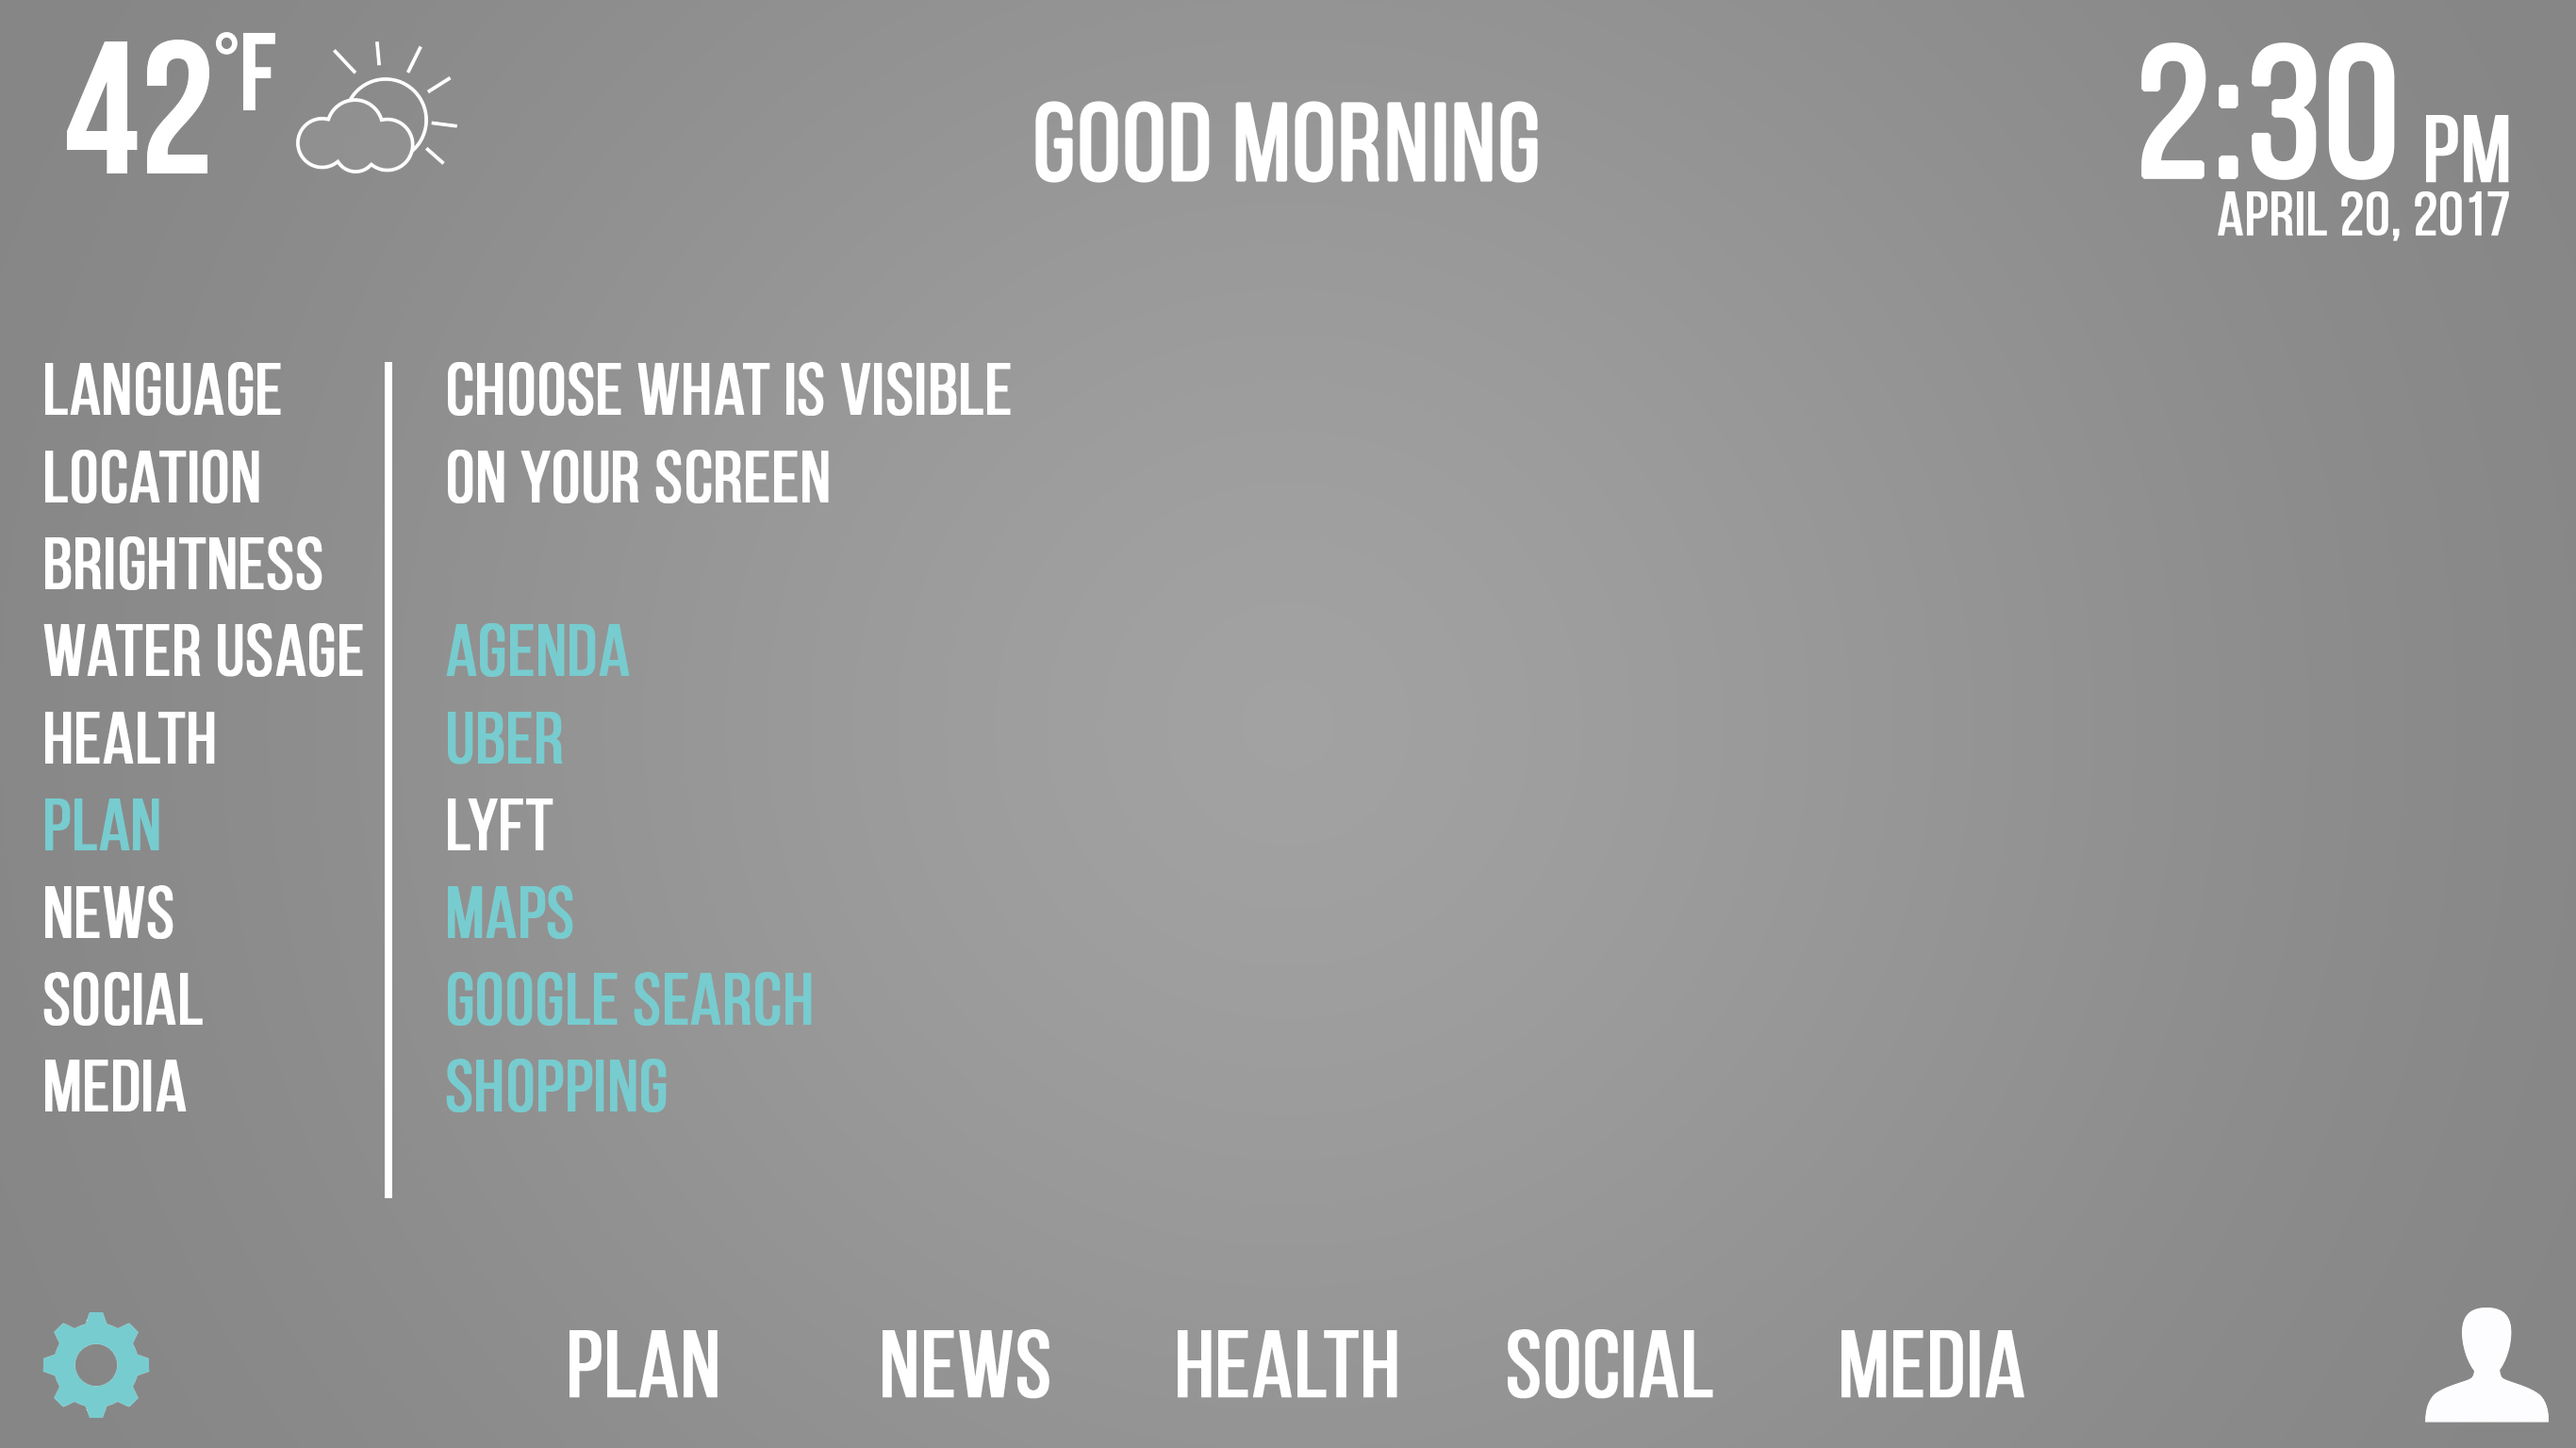 42°F
GOOD MORNING
2:30 PM
APRIL 20, 2017
LANGUAGE
LOCATION
BRIGHTNESS
WATER USAGE
HEALTH
PLAN
NEWS
SOCIAL
MEDIA
CHOOSE WHAT IS VISIBLE
ON YOUR SCREEN
AGENDA
UBER
LYFT
MAPS
GOOGLE SEARCH
SHOPPING
PLAN
NEWS
HEALTH
SOCIAL
MEDIA